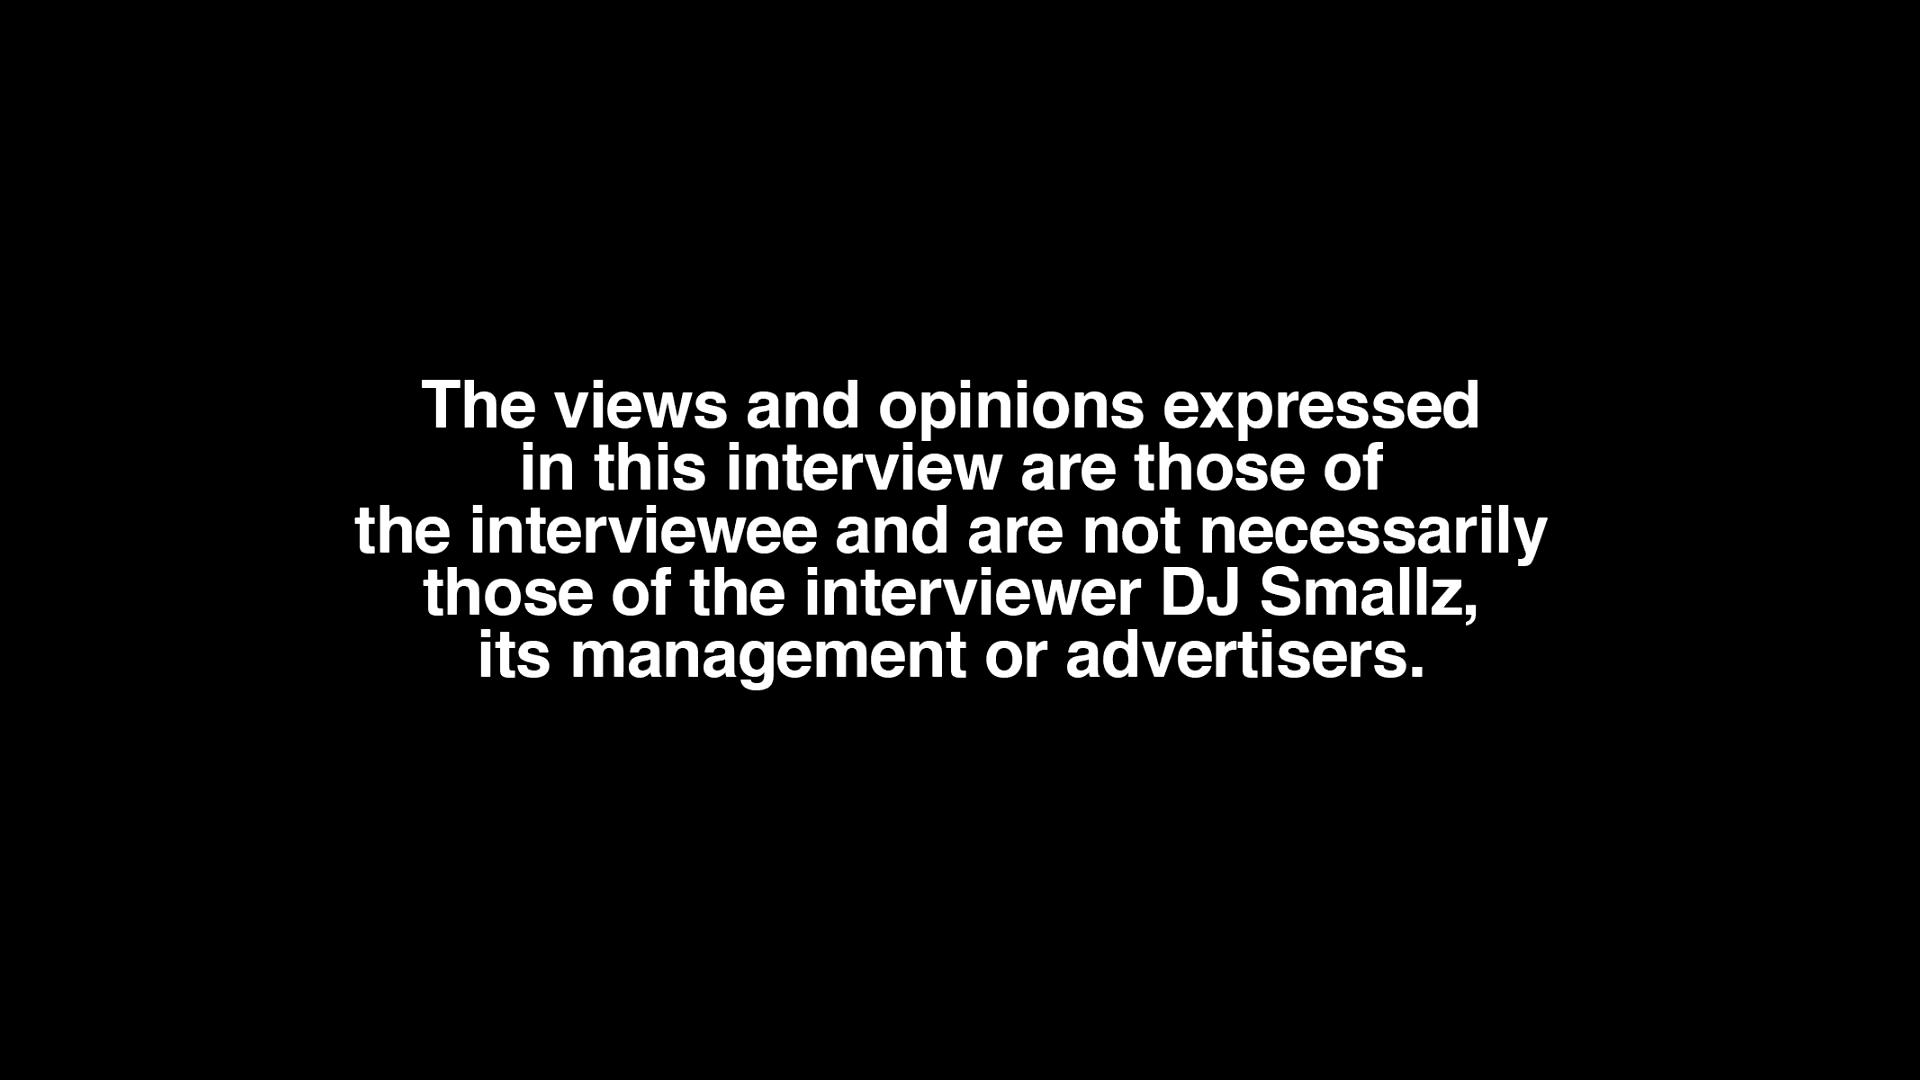 The views and opinions expressed
in this interview are those of
the interviewee and are not necessarily
those of the interviewer DJ Smallz,
its management or advertisers.